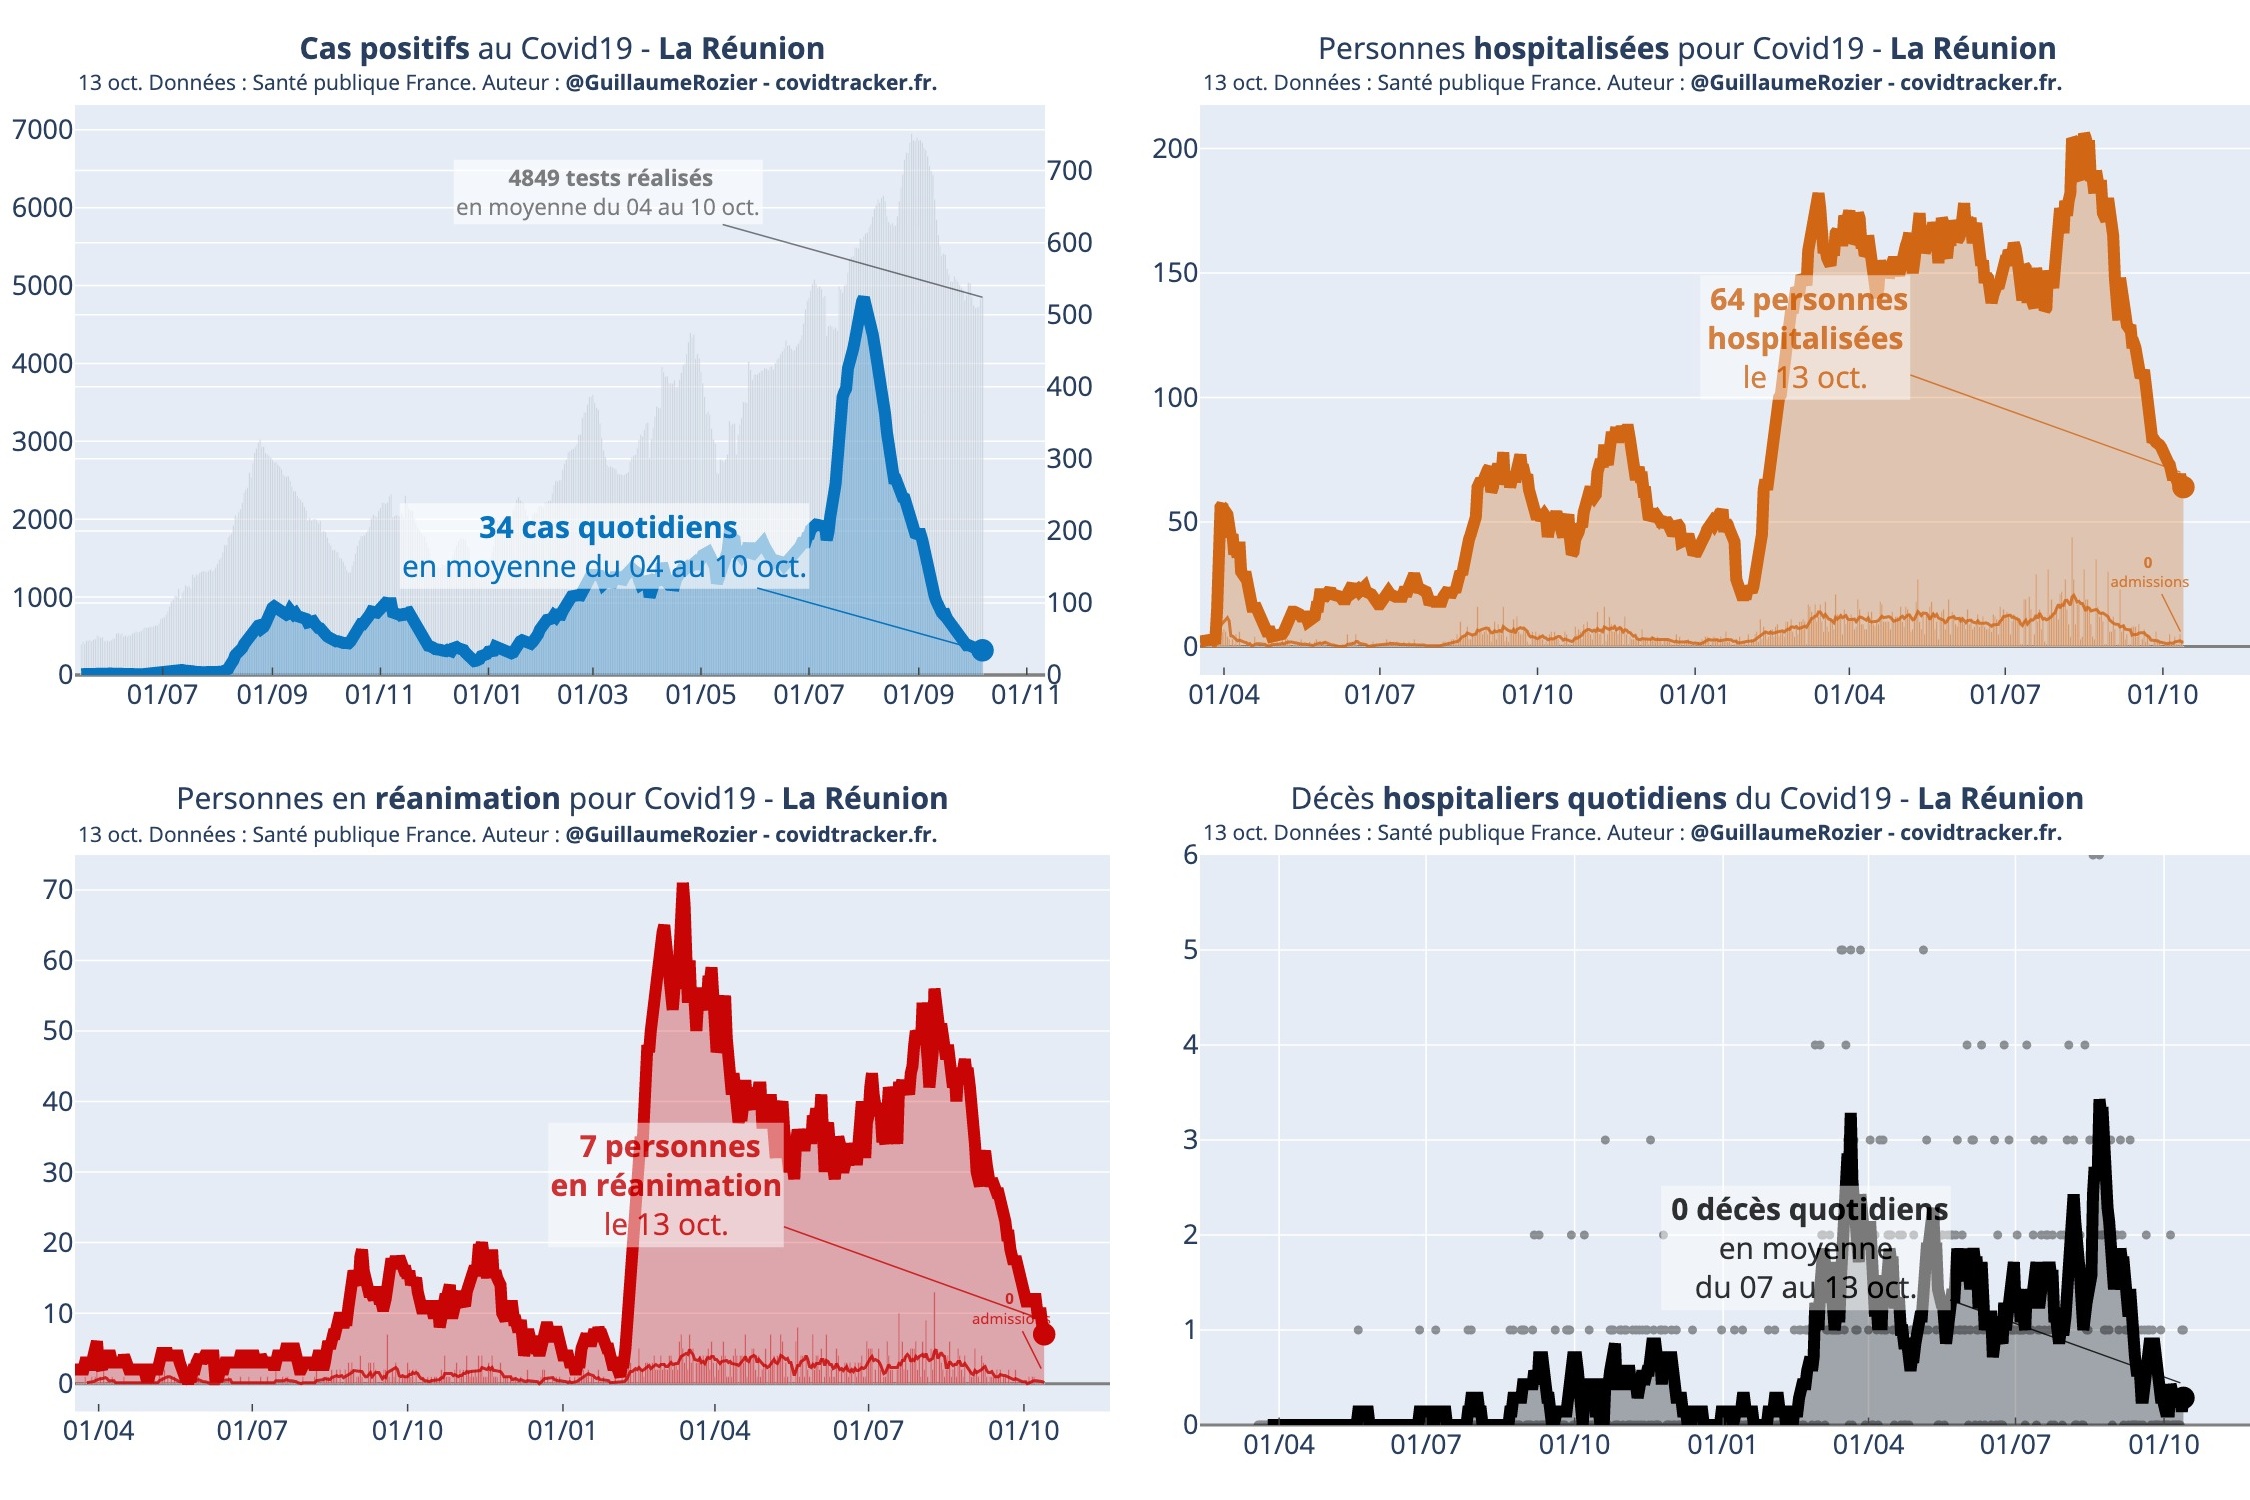 Cas positifs au Covid19 - La Réunion
13 oct. Données : Santé publique France. Auteur : @GuillaumeRozier - covidtracker.fr.
7000
6000
5000
4000
3000
2000
1000
0
700
600
500
400
300
200
100
0
4849 tests réalisés
en moyenne du 04 au 10 oct.
34 cas quotidiens
en moyenne du 04 au 10 oct.
01/07 01/09 01/11 01/01 01/03 01/05 01/07 01/09 01/11
Personnes hospitalisées pour Covid19 - La Réunion
13 oct. Données : Santé publique France. Auteur : @GuillaumeRozier - covidtracker.fr.
200
150
100
50
0
64 personnes
hospitalisées
le 13 oct.
0
admissions
01/04 01/07 01/10 01/01 01/04 01/07 01/10
Personnes en réanimation pour Covid19 - La Réunion
13 oct. Données : Santé publique France. Auteur : @GuillaumeRozier - covidtracker.fr.
70
60
50
40
30
20
10
0
7 personnes
en réanimation
le 13 oct.
0
admissions
01/04 01/07 01/10 01/01 01/04 01/07 01/10
Décès hospitaliers quotidiens du Covid19 - La Réunion
13 oct. Données : Santé publique France. Auteur : @GuillaumeRozier - covidtracker.fr.
6
5
4
3
2
1
0
0 décès quotidiens
en moyenne
du 07 au 13 oct.
01/04 01/07 01/10 01/01 01/04 01/07 01/10